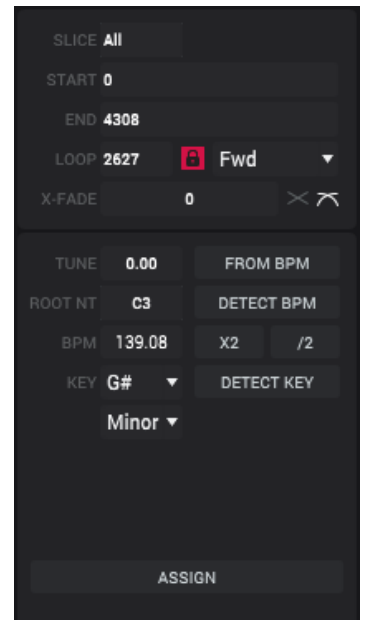 SLICE All
START 0
END 4308
LOOP 2627 Fwd
X-FADE 0
TUNE 0.00 FROM BPM
ROOT NT C3 DETECT BPM
BPM 139.08 X2 /2
KEY G# DETECT KEY
Minor
ASSIGN